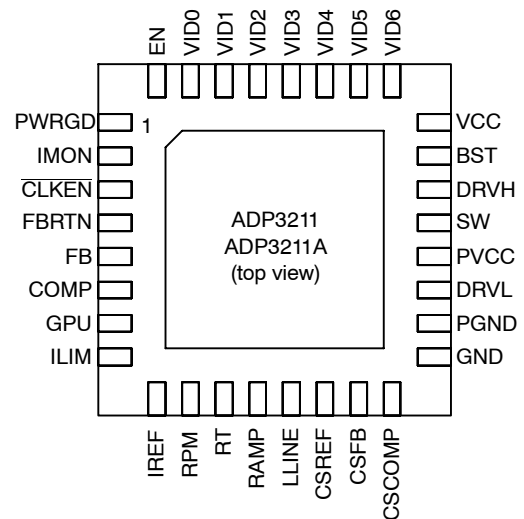 EN
VID0
VID1
VID2
VID3
VID4
VID5
VID6
PWRGD
1
IMON
CLKEN
FBRTN
FB
COMP
GPU
ILIM
ADP3211
ADP3211A
(top view)
VCC
BST
DRVH
SW
PVCC
DRVL
PGND
GND
IREF
RPM
RT
RAMP
LLINE
CSREF
CSFB
CSCOMP